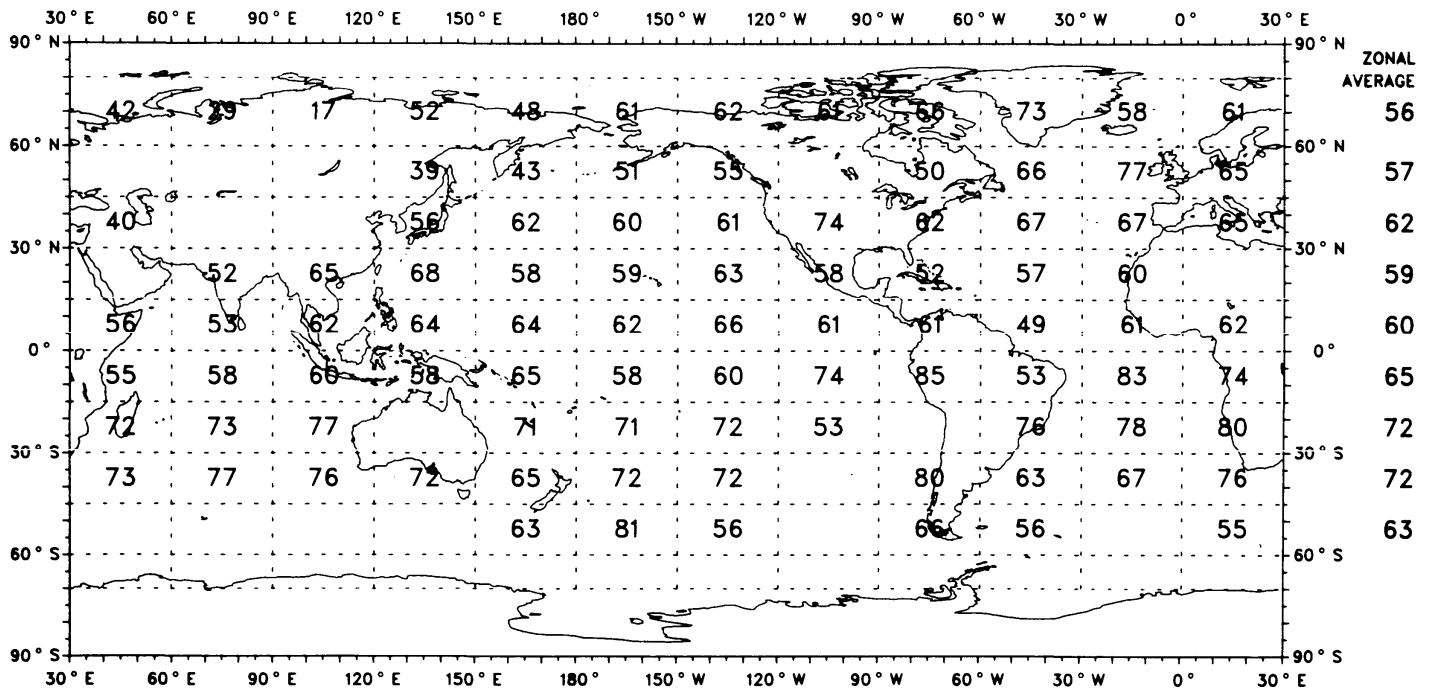 30° E 60° E 90° E 120° E 150° E 180° 150° W 120° W 90° W 60° W 30° W 0° 30° E
90° N 90° N
ZONAL
AVERAGE
42 29 17 52 48 61 62 61 66 73 58 61 56
60° N 60° N
39 43 51 55 50 66 77 65 57
40 56 62 60 61 74 62 67 67 65 62
30° N 30° N
52 65 68 58 59 63 58 52 57 60 59
56 53 62 64 64 62 66 61 61 49 61 62 60
0° 0°
55 58 60 58 65 58 60 74 85 53 83 74 65
72 73 77 71 71 72 53 76 78 80 72
30° S 30° S
73 77 76 72 65 72 72 80 63 67 76 72
63 81 56 66 56 55 63
60° S 60° S
90° S 90° S
30° E 60° E 90° E 120° E 150° E 180° 150° W 120° W 90° W 60° W 30° W 0° 30° E